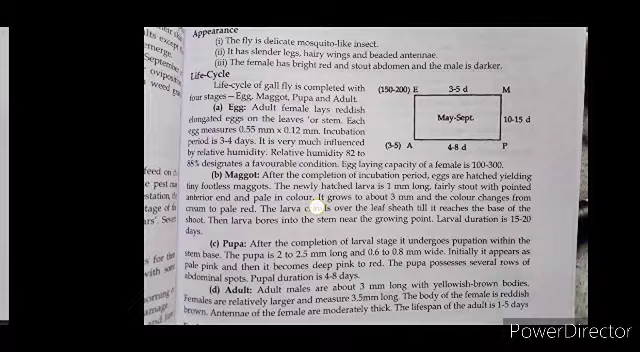 Appearance
(i) The fly is delicate mosquito-like insect.
(ii) It has slender legs, hairy wings and beaded antennae.
(iii) The female has bright red and stout abdomen and the male is darker.
Life-Cycle
Life-cycle of gall fly is completed with
four stages – Egg, Maggot, Pupa and Adult.
(a) Egg: Adult female lays reddish
elongated eggs on the leaves 'or stem. Each
egg measures 0.55 mm x 0.12 mm. Incubation
period is 3-4 days. It is very much influenced
by relative humidity. Relative humidity 82 to
(150-200) E 3-5 d M
May-Sept. 10-15 d
(3-5) A 4-8 d P
85% designates a favourable condition. Egg laying capacity of a female is 100-300.
(b) Maggot: After the completion of incubation period, eggs are hatched yielding
tiny footless maggots. The newly hatched larva is 1 mm long, fairly stout with pointed
anterior end and pale in colour. It grows to about 3 mm and the colour changes from
cream to pale red. The larva over the leaf sheath till it reaches the base of the
shoot. Then larva bores into the stem near the growing point. Larval duration is 15-20
days.
(c) Pupa: After the completion of larval stage it undergoes pupation within the
stem base. The pupa is 2 to 2.5 mm long and 0.6 to 0.8 mm wide. Initially it appears as
pale pink and then it becomes deep pink to red. The pupa possesses several rows of
abdominal spots. Pupal duration is 4-8 days.
(d) Adult: Adult males are about 3 mm long with yellowish-brown bodies.
Females are relatively larger and measure 3.5mm long. The body of the female is reddish
brown. Antennae of the female are moderately thick. The lifespan of the adult is 1-5 days
PowerDirector